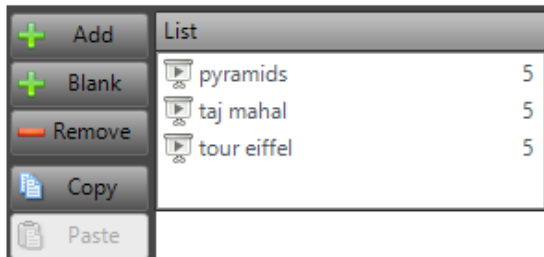 Add
Blank
Remove
Copy
Paste
List
pyramids 5
taj mahal 5
tour eiffel 5